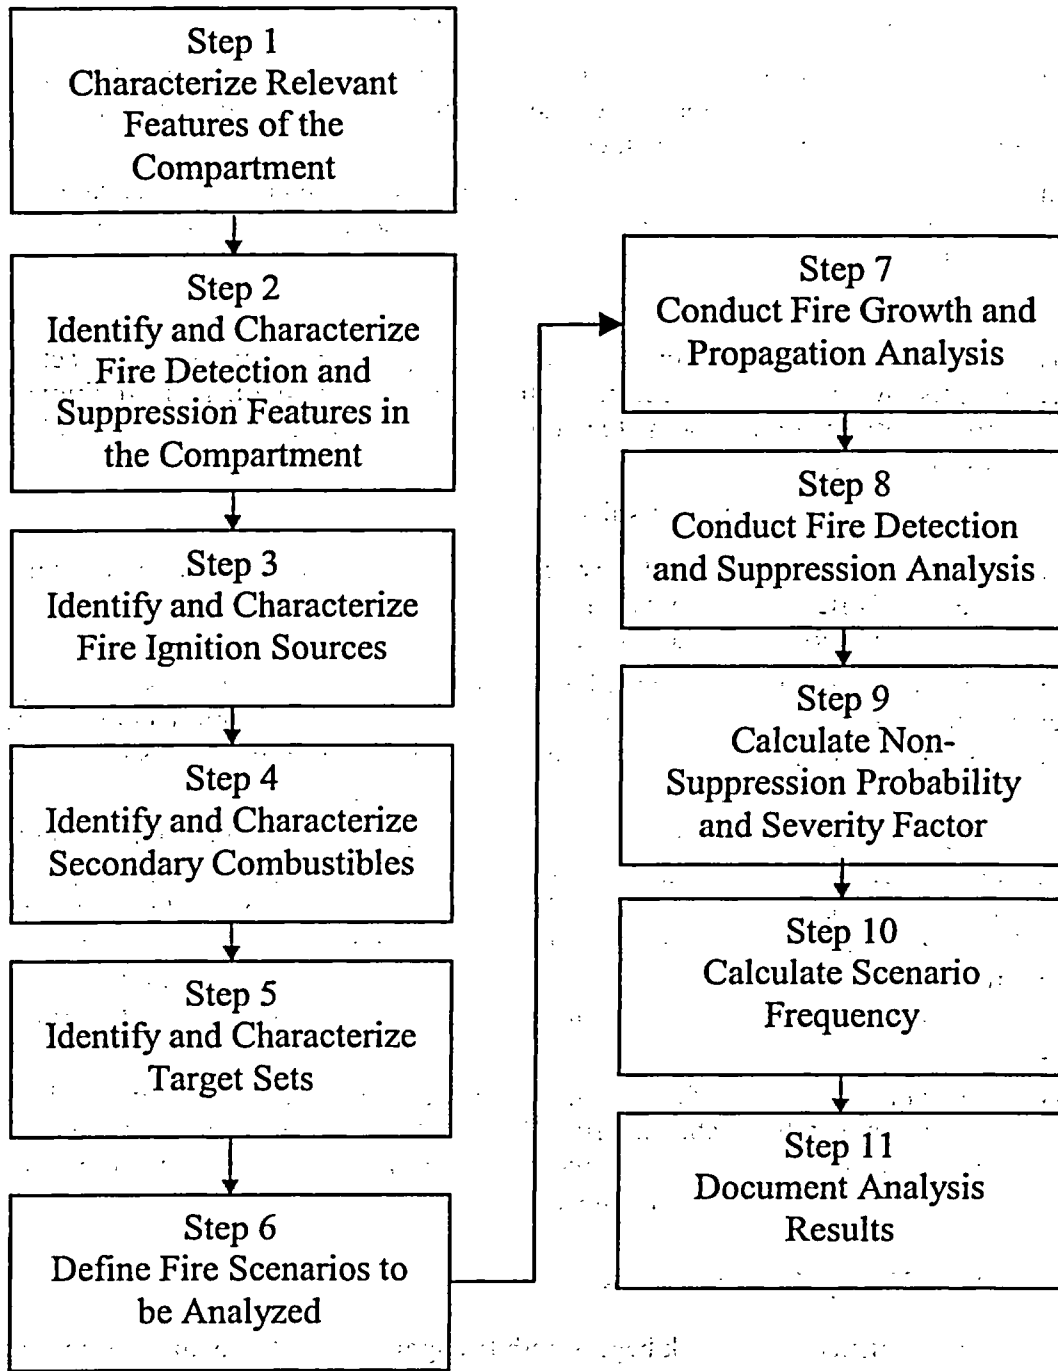 Step 1
Characterize Relevant
Features of the
Compartment
Step 2
Identify and Characterize
Fire Detection and
Suppression Features in
the Compartment
Step 3
Identify and Characterize
Fire Ignition Sources
Step 4
Identify and Characterize
Secondary Combustibles
Step 5
Identify and Characterize
Target Sets
Step 6
Define Fire Scenarios to
be Analyzed
Step 7
Conduct Fire Growth and
Propagation Analysis
Step 8
Conduct Fire Detection
and Suppression Analysis
Step 9
Calculate Non-
Suppression Probability
and Severity Factor
Step 10
Calculate Scenario
Frequency
Step 11
Document Analysis
Results